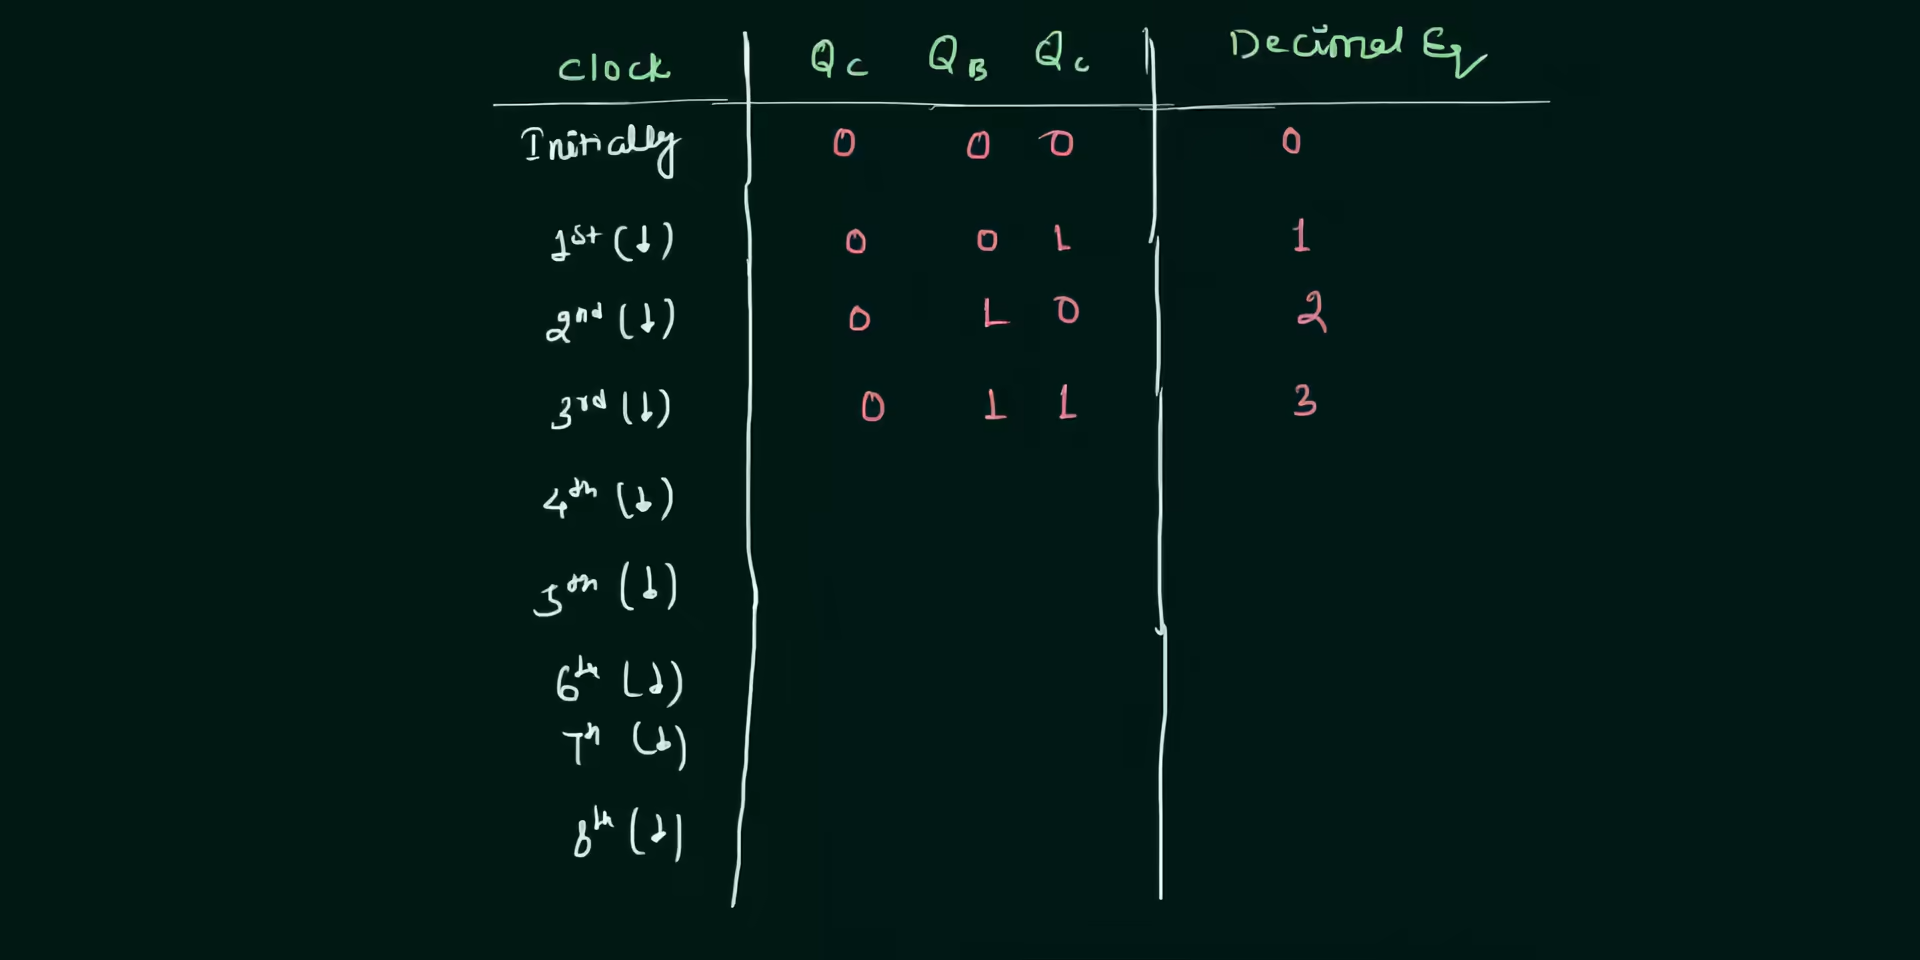 Clock QC QB Qc Decimal Eq
Initially 0 0 0 0
1st (↓) 0 0 1 1
2nd (↓) 0 1 0 2
3rd (↓) 0 1 1 3
4th (↓)
5th (↓)
6th (↓)
7th (↓)
8th (↓)